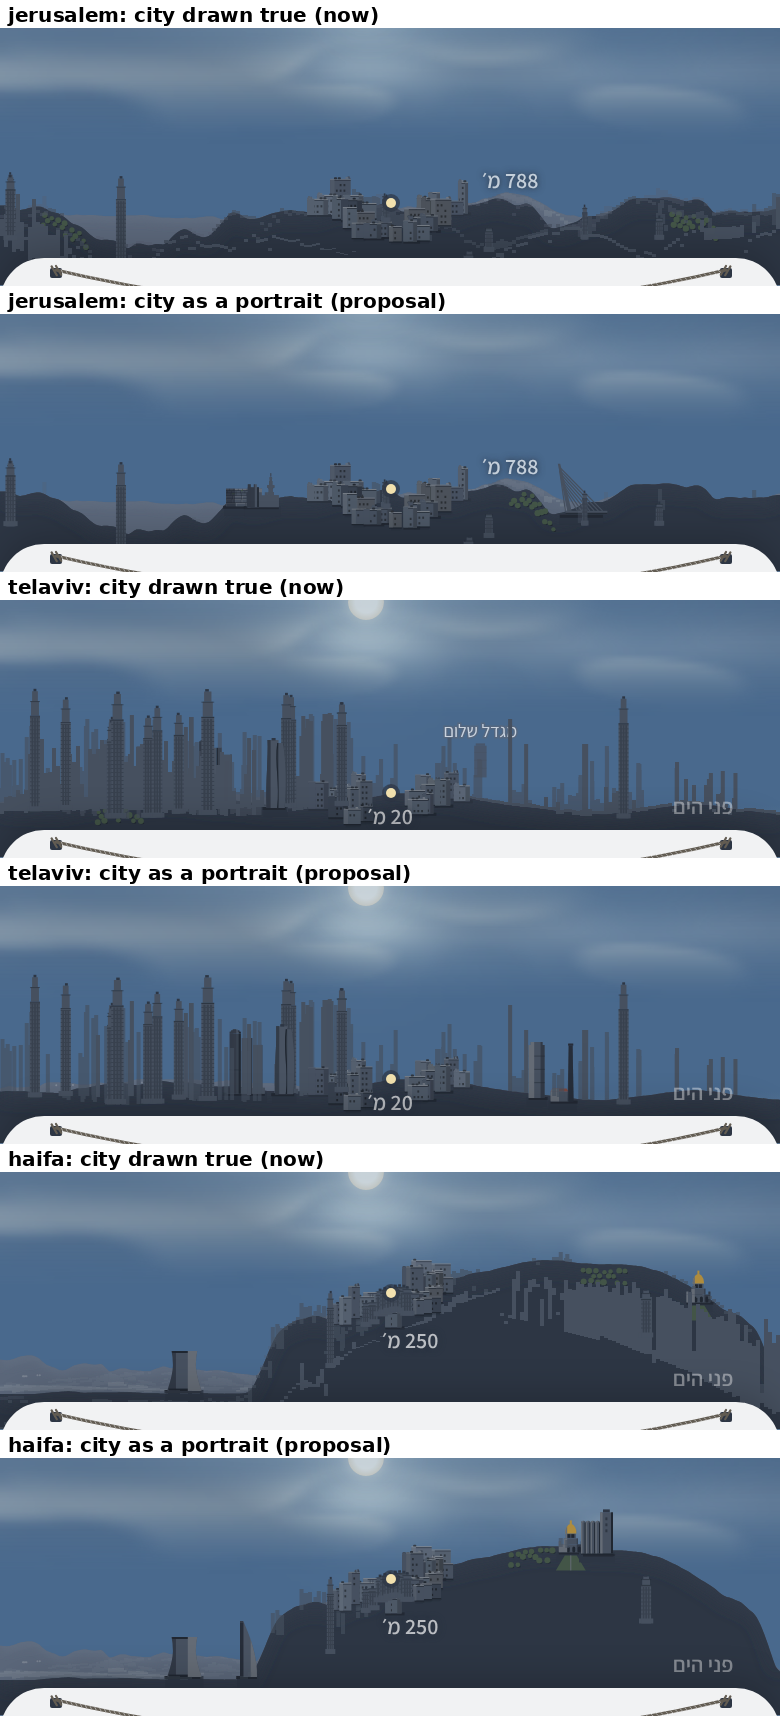 jerusalem: city drawn true (now)
788 מ׳
jerusalem: city as a portrait (proposal)
788 מ׳
telaviv: city drawn true (now)
מגדל שלום
פני הים
20 מ׳
telaviv: city as a portrait (proposal)
פני הים
20 מ׳
haifa: city drawn true (now)
250 מ׳
פני הים
haifa: city as a portrait (proposal)
250 מ׳
פני הים